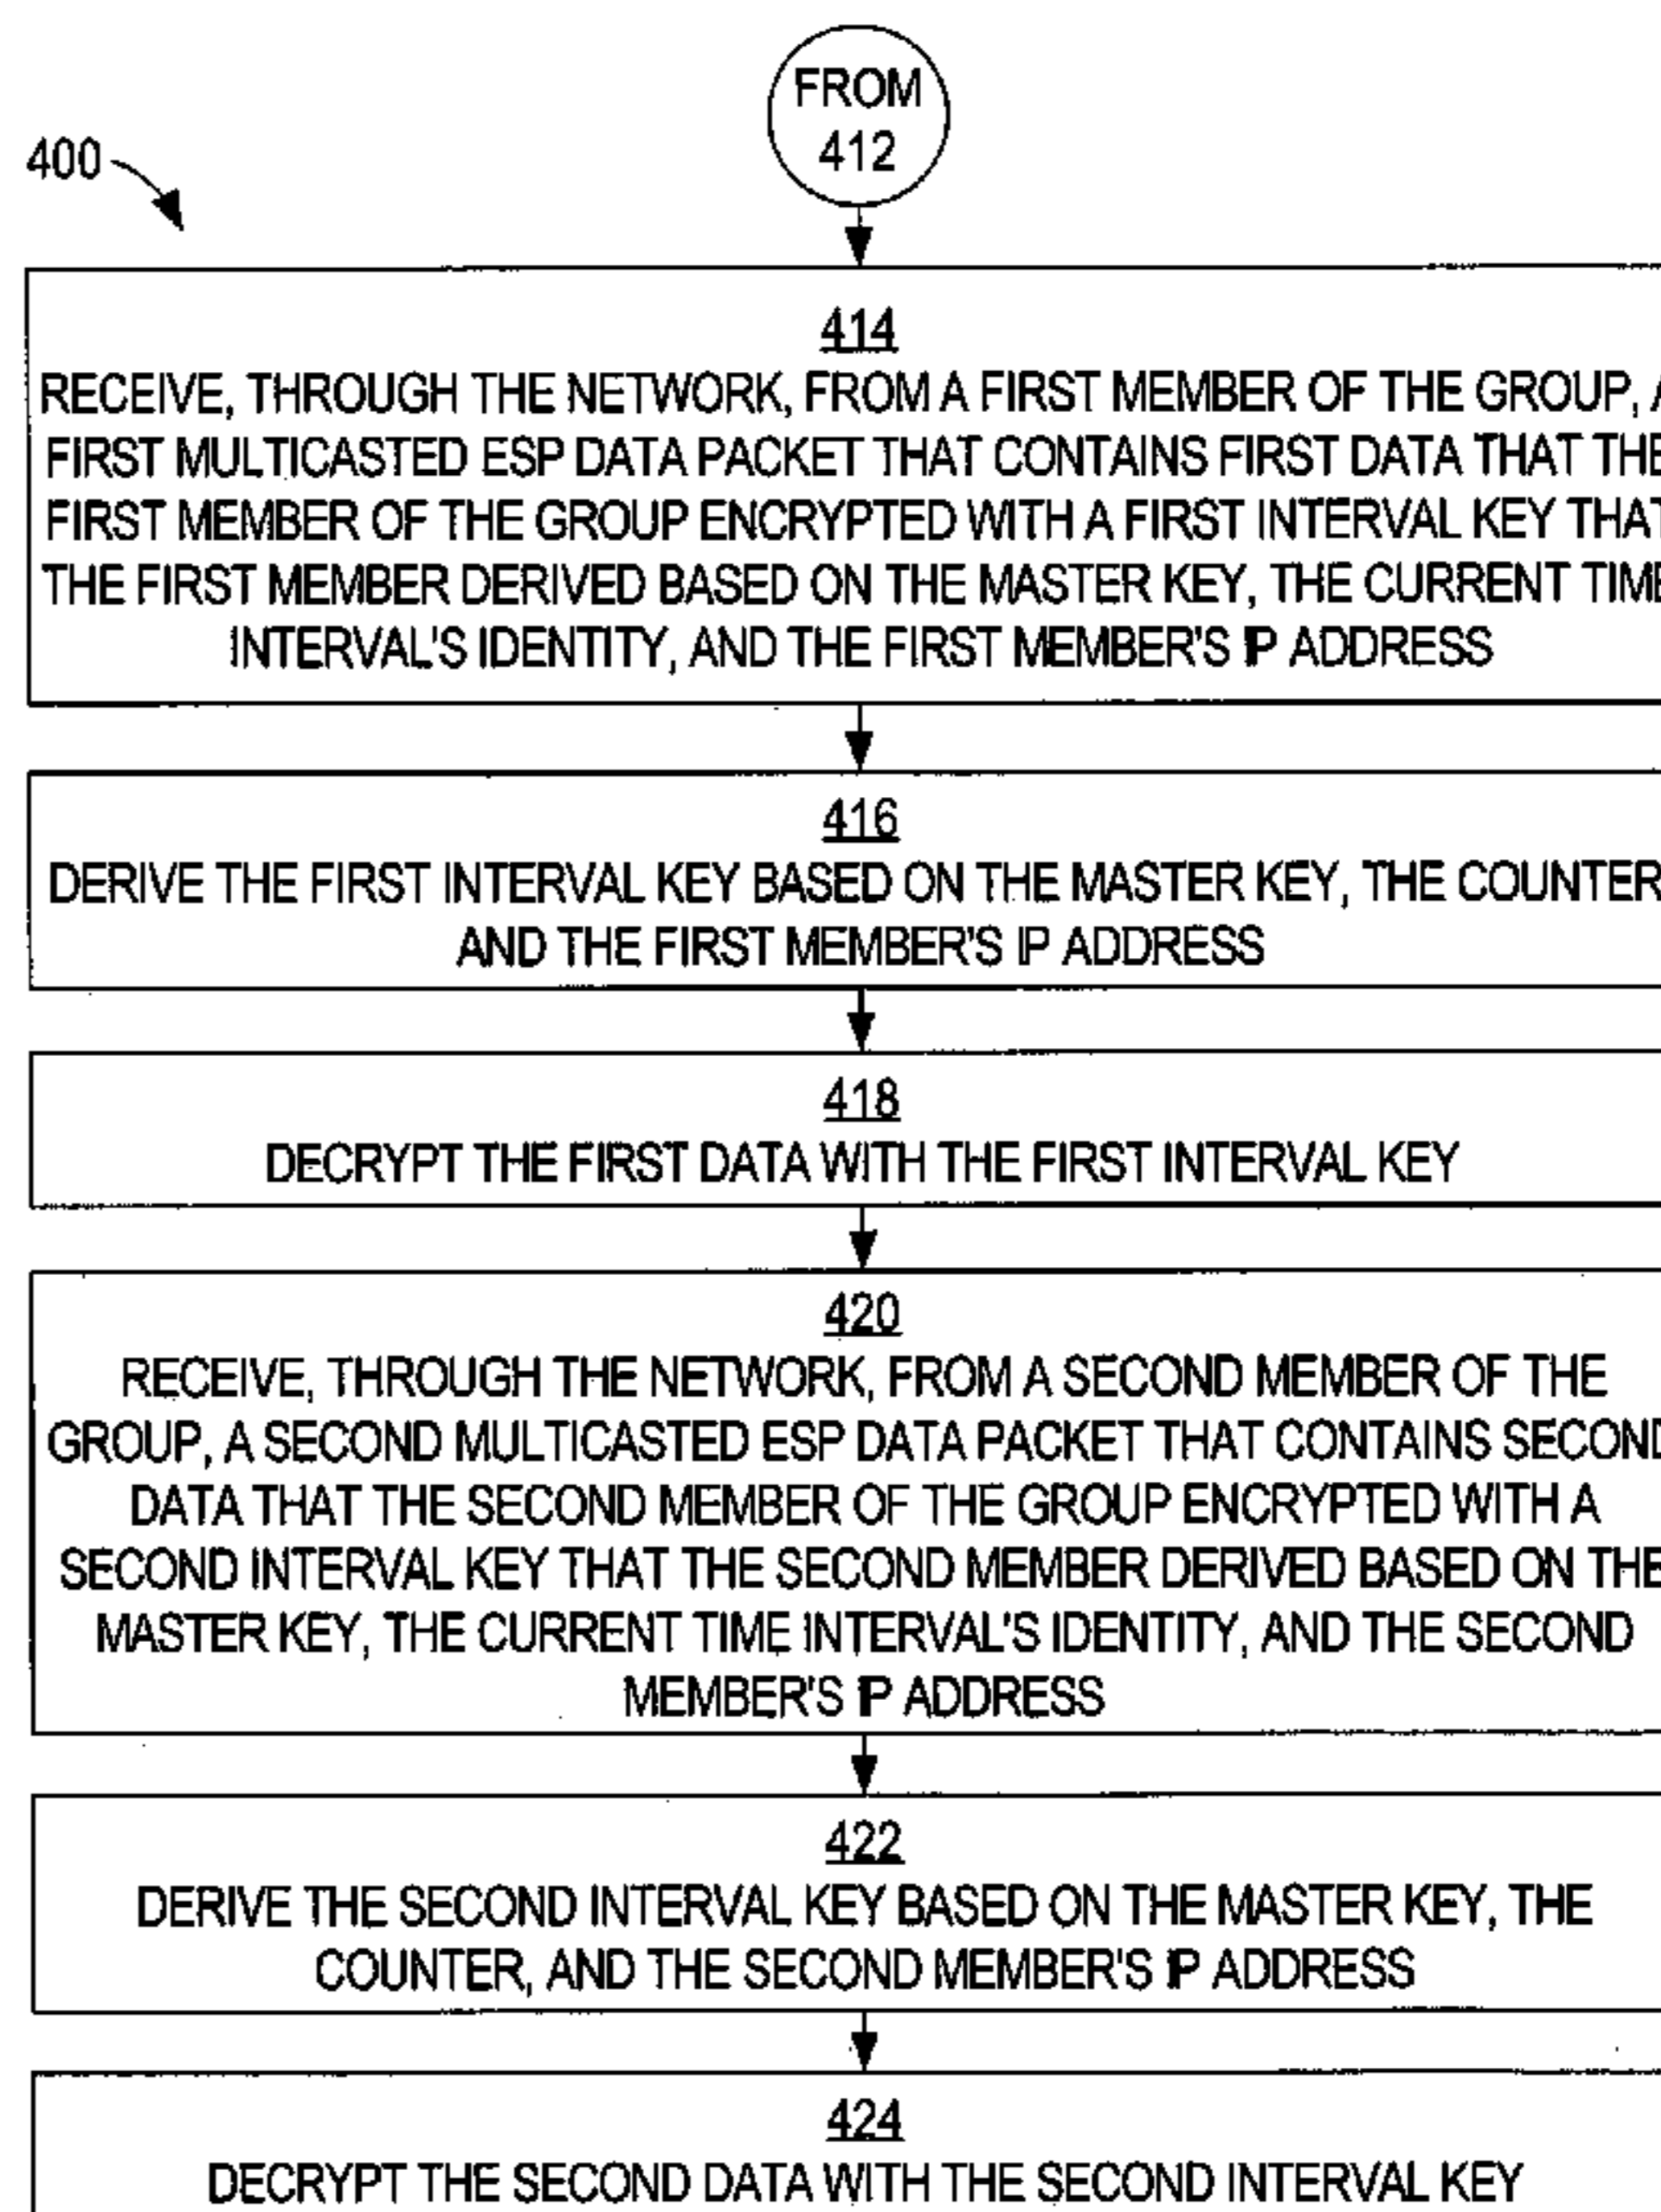 FROM
412
400
414
RECEIVE, THROUGH THE NETWORK, FROM A FIRST MEMBER OF THE GROUP, A
FIRST MULTICASTED ESP DATA PACKET THAT CONTAINS FIRST DATA THAT THE
FIRST MEMBER OF THE GROUP ENCRYPTED WITH A FIRST INTERVAL KEY THAT
THE FIRST MEMBER DERIVED BASED ON THE MASTER KEY, THE CURRENT TIME
INTERVAL'S IDENTITY, AND THE FIRST MEMBER'S IP ADDRESS
416
DERIVE THE FIRST INTERVAL KEY BASED ON THE MASTER KEY, THE COUNTER
AND THE FIRST MEMBER'S IP ADDRESS
418
DECRYPT THE FIRST DATA WITH THE FIRST INTERVAL KEY
420
RECEIVE, THROUGH THE NETWORK, FROM A SECOND MEMBER OF THE
GROUP, A SECOND MULTICASTED ESP DATA PACKET THAT CONTAINS SECOND
DATA THAT THE SECOND MEMBER OF THE GROUP ENCRYPTED WITH A
SECOND INTERVAL KEY THAT THE SECOND MEMBER DERIVED BASED ON THE
MASTER KEY, THE CURRENT TIME INTERVAL'S IDENTITY, AND THE SECOND
MEMBER'S IP ADDRESS
422
DERIVE THE SECOND INTERVAL KEY BASED ON THE MASTER KEY, THE
COUNTER, AND THE SECOND MEMBER'S IP ADDRESS
424
DECRYPT THE SECOND DATA WITH THE SECOND INTERVAL KEY